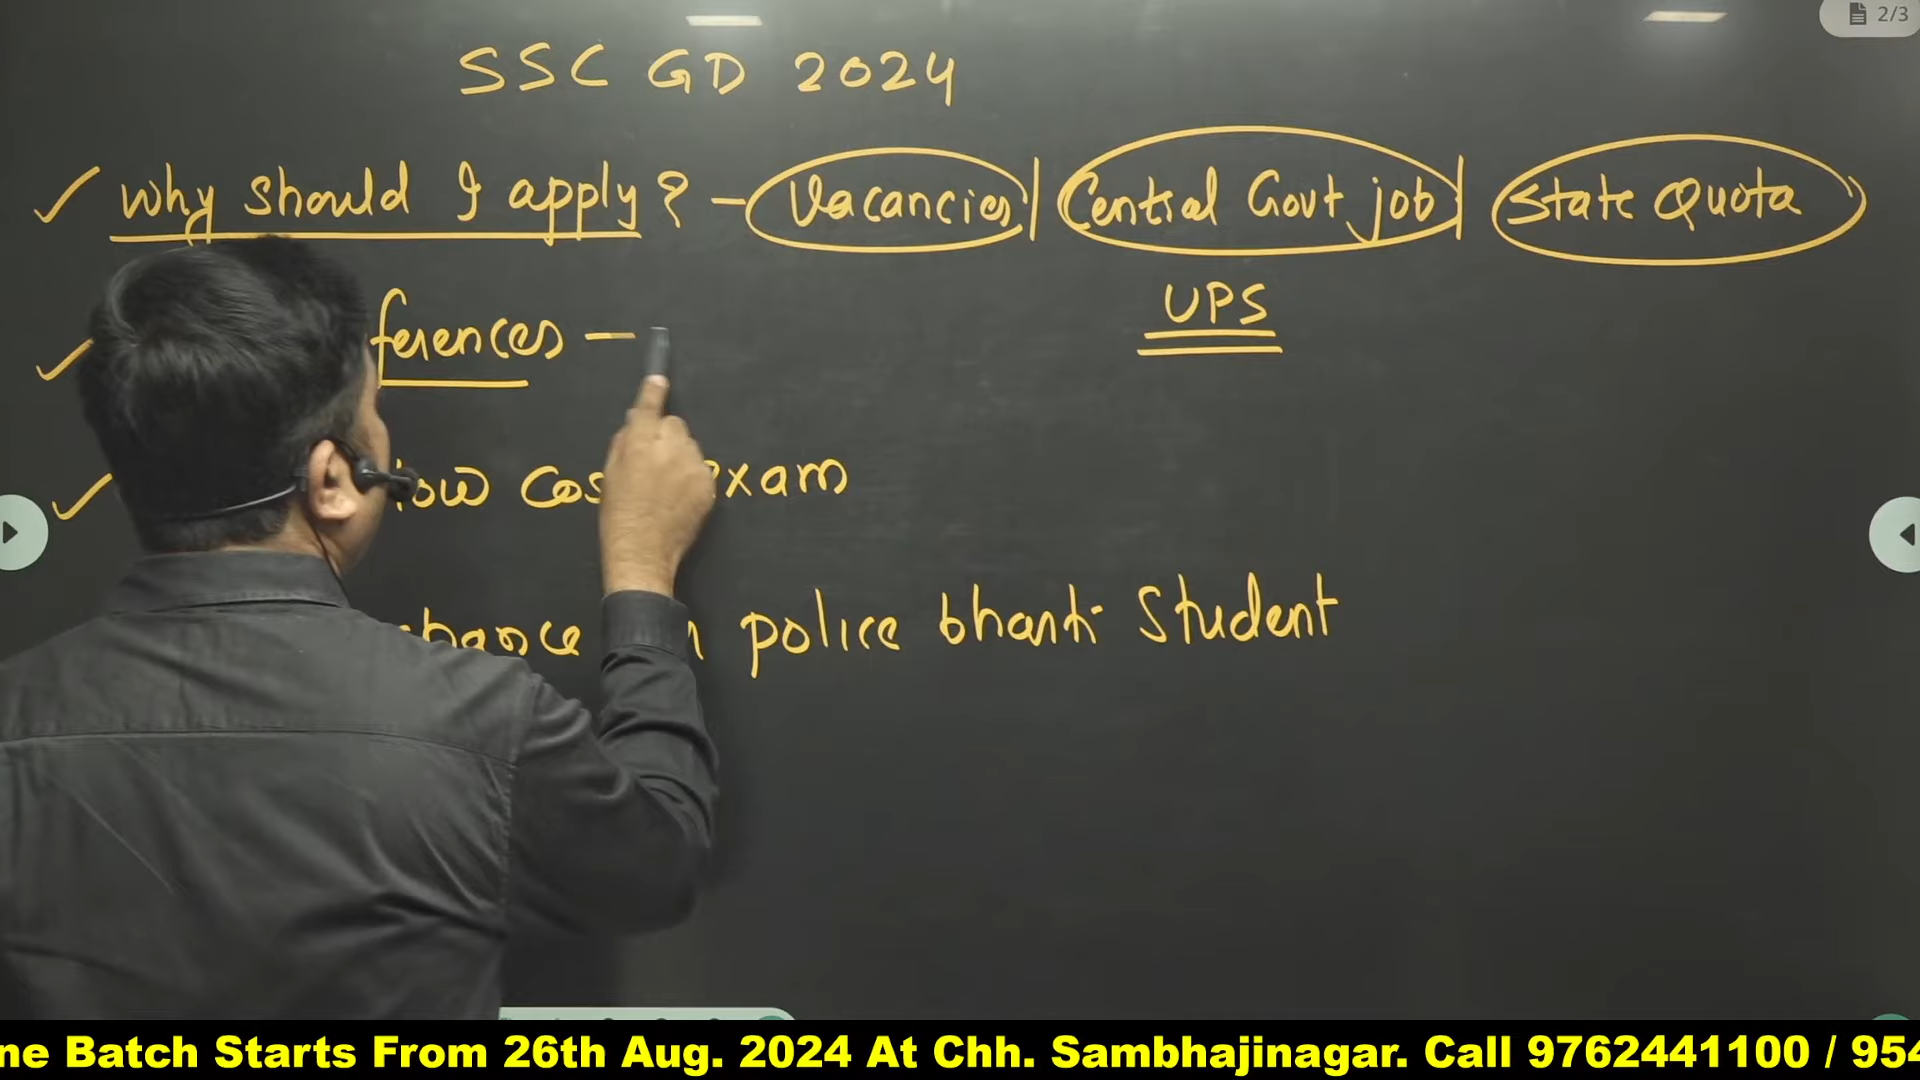 2/3
SSC GD 2024
Why should I apply? - Vacancies | Central Govt job | State Quota
UPS
ferences -
low exam
police bharti Student
ne Batch Starts From 26th Aug. 2024 At Chh. Sambhajinagar. Call 9762441100 / 954